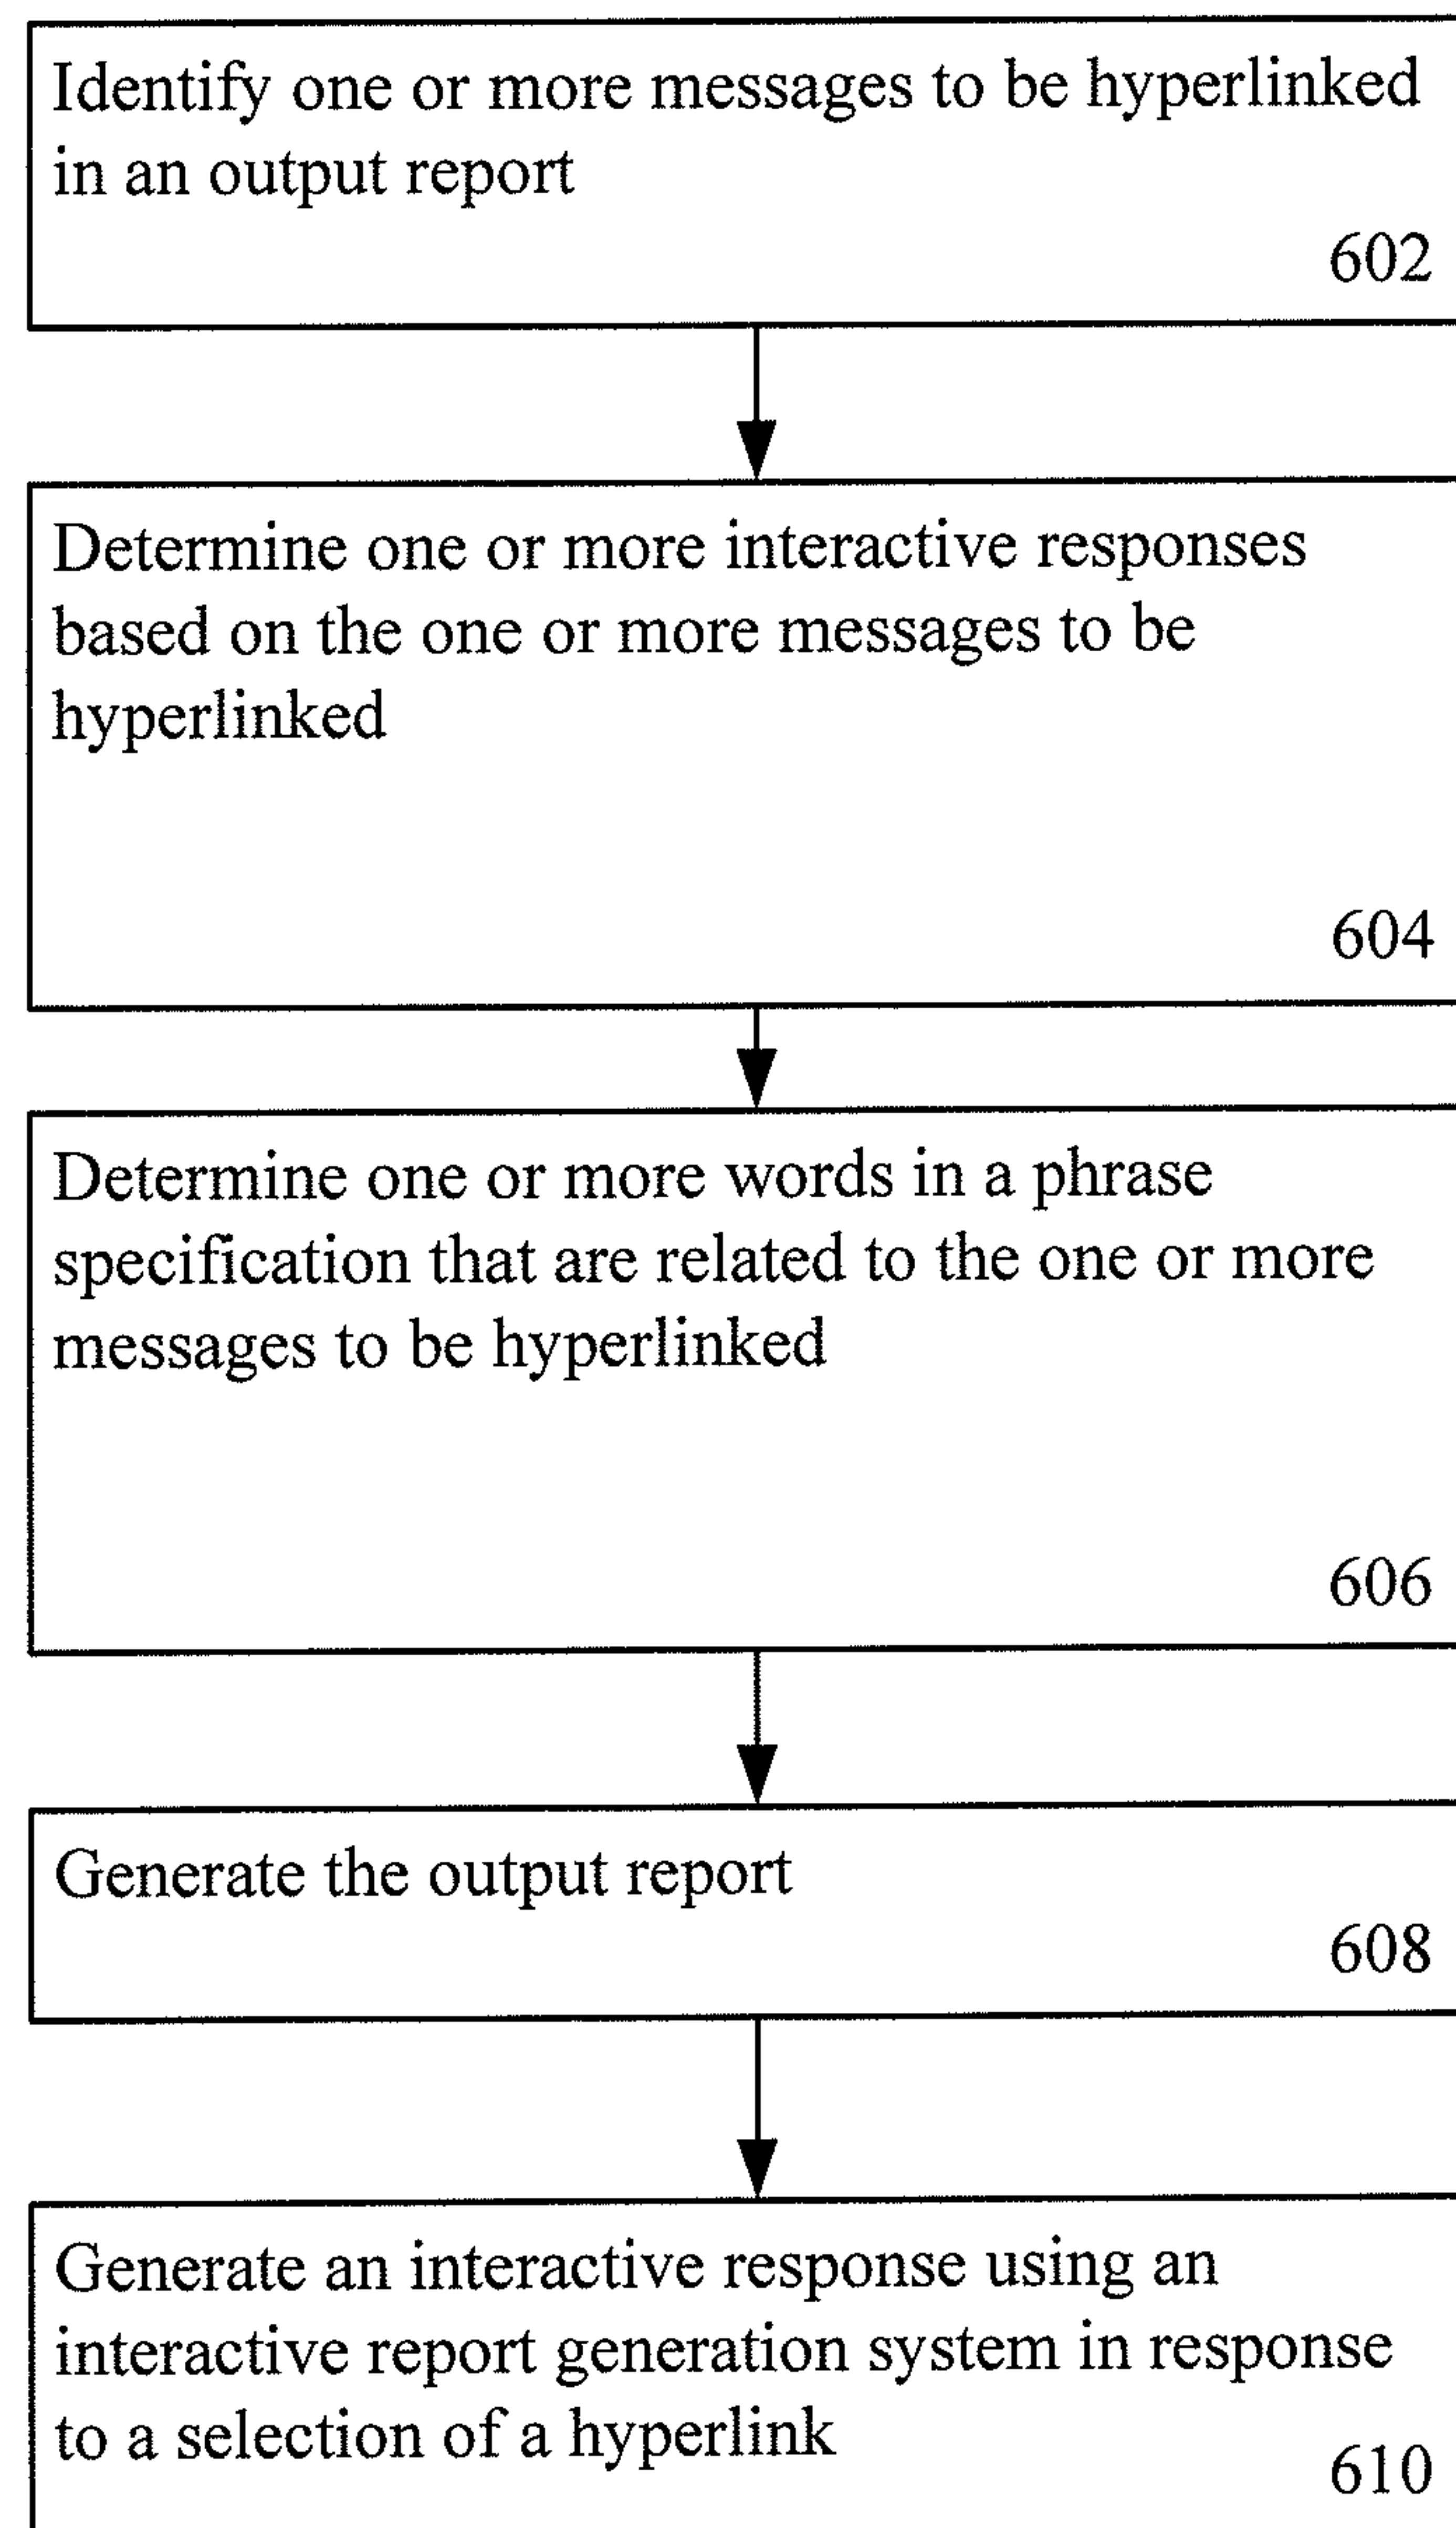 Identify one or more messages to be hyperlinked
in an output report
602
Determine one or more interactive responses
based on the one or more messages to be
hyperlinked
604
Determine one or more words in a phrase
specification that are related to the one or more
messages to be hyperlinked
606
Generate the output report
608
Generate an interactive response using an
interactive report generation system in response
to a selection of a hyperlink
610